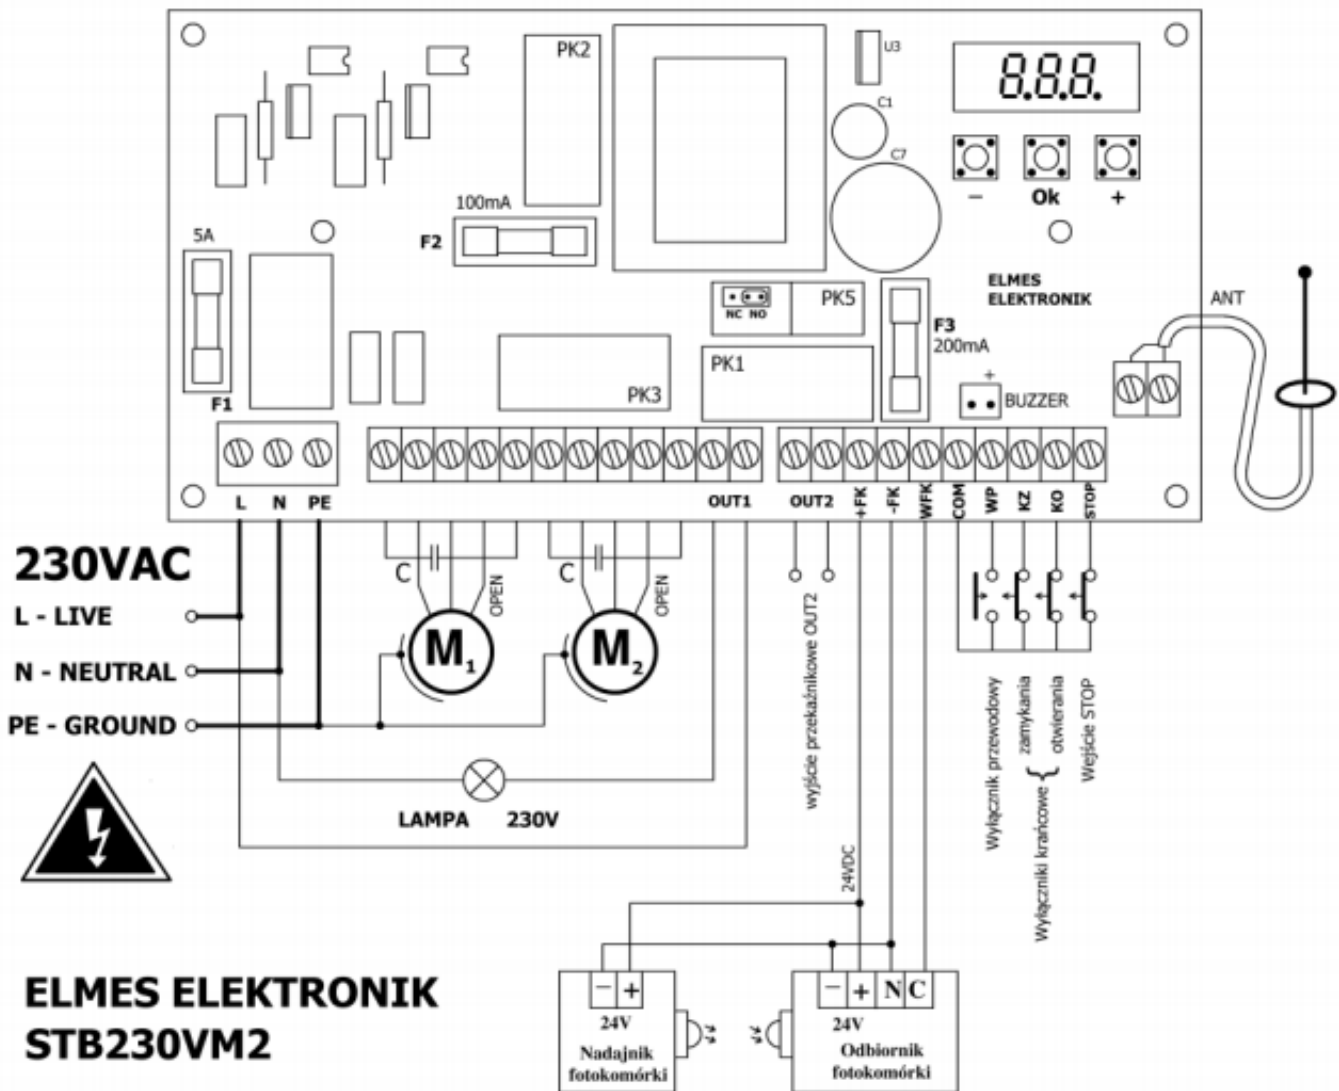 PK2
U3
8.8.8.
C1
C7
100mA
F2
− Ok +
5A
ELMES
ELEKTRONIK
ANT
NC NO
PK5
F3
200mA
PK1
PK3
+
BUZZER
F1
L N PE
OUT1
OUT2
+FK
-FK
WFK
COM
WP
KZ
KO
STOP
230VAC
L - LIVE
N - NEUTRAL
PE - GROUND
C
OPEN
M1
C
OPEN
M2
wyjście przekaźnikowe OUT2
Wyłącznik przewodowy
zamykania
otwierania
Wyłączniki krańcowe
Wejście STOP
LAMPA 230V
24VDC
ELMES ELEKTRONIK
STB230VM2
− +
24V
Nadajnik
fotokomórki
− + N C
24V
Odbiornik
fotokomórki